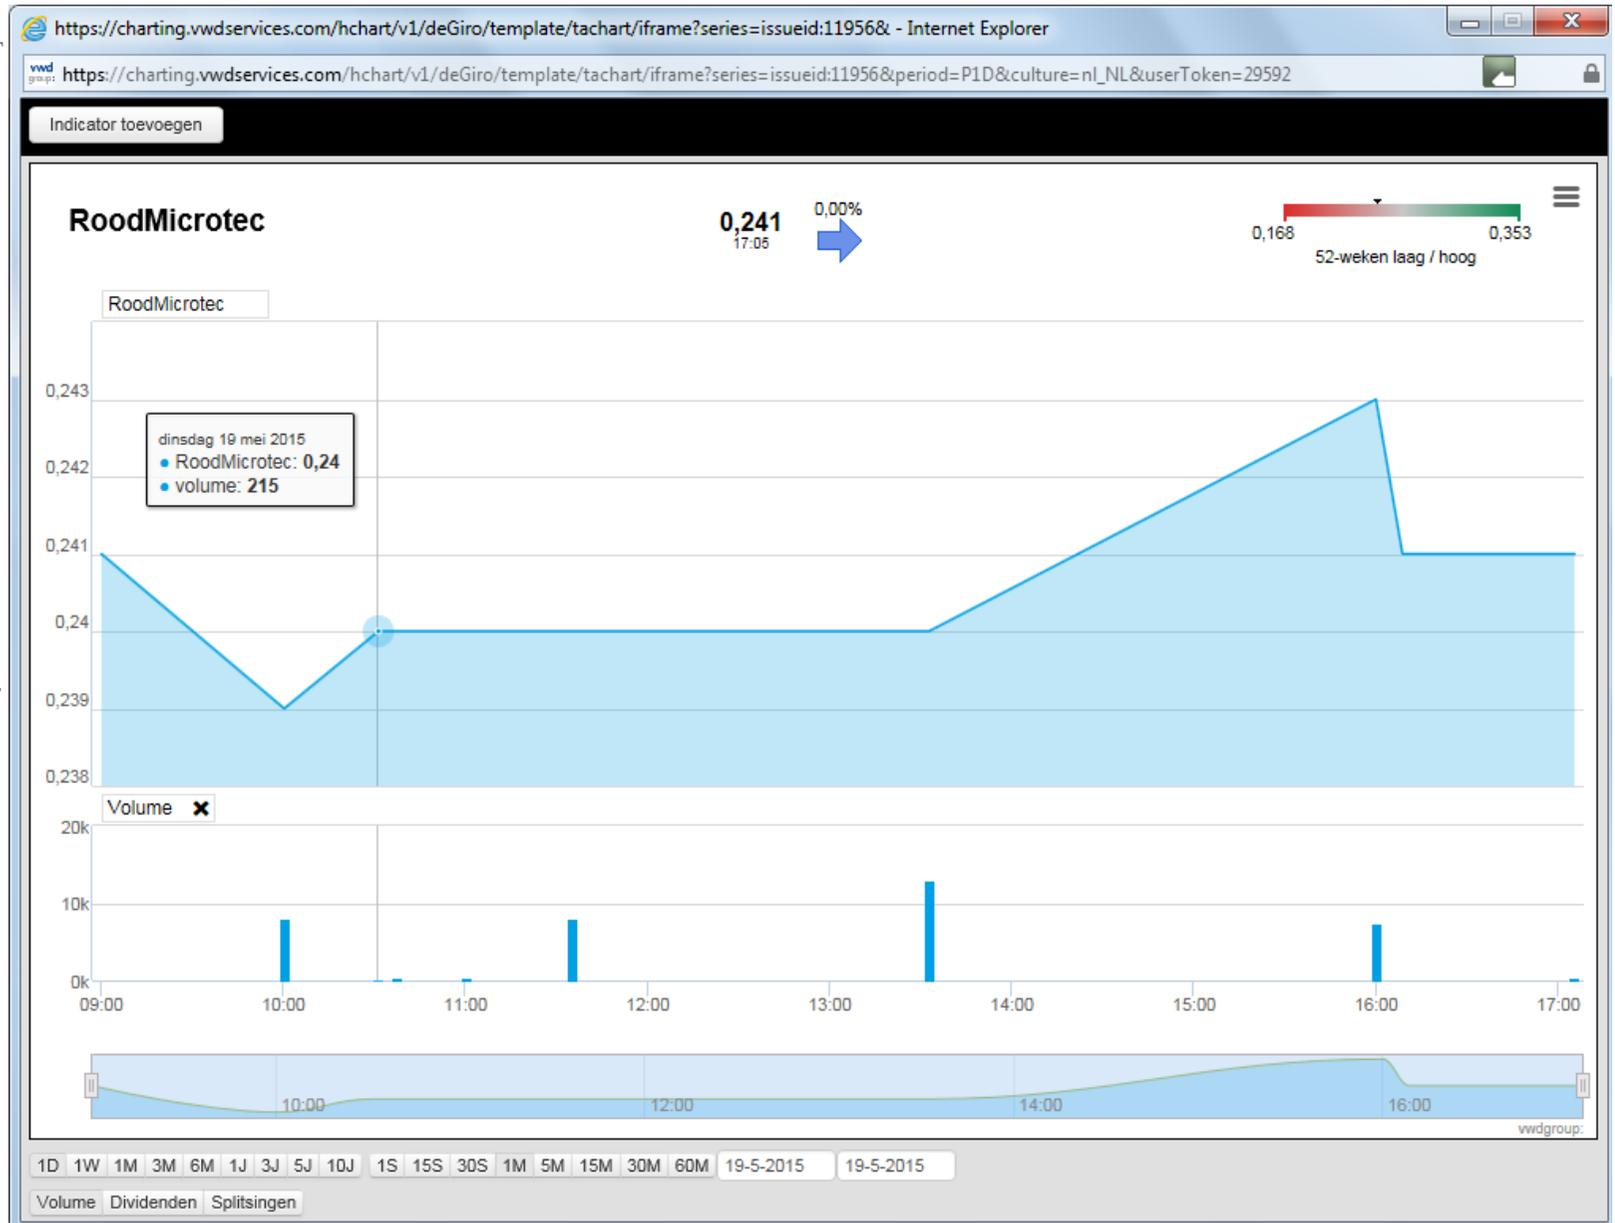 https://charting.vwdservices.com/hchart/v1/deGiro/template/tachart/iframe?series=issueid:11956& - Internet Explorer
vwd group: https://charting.vwdservices.com/hchart/v1/deGiro/template/tachart/iframe?series=issueid:11956&period=P1D&culture=nl_NL&userToken=29592
Indicator toevoegen
RoodMicrotec
0,241
17:05
0,00%
0,168 0,353
52-weken laag / hoog
RoodMicrotec
0,243
dinsdag 19 mei 2015
RoodMicrotec: 0,24
volume: 215
0,242
0,241
0,24
0,239
0,238
Volume
20k
10k
0k
09:00 10:00 11:00 12:00 13:00 14:00 15:00 16:00 17:00
10:00 12:00 14:00 16:00
vwdgroup:
1D 1W 1M 3M 6M 1J 3J 5J 10J 1S 15S 30S 1M 5M 15M 30M 60M 19-5-2015 19-5-2015
Volume Dividenden Splitsingen